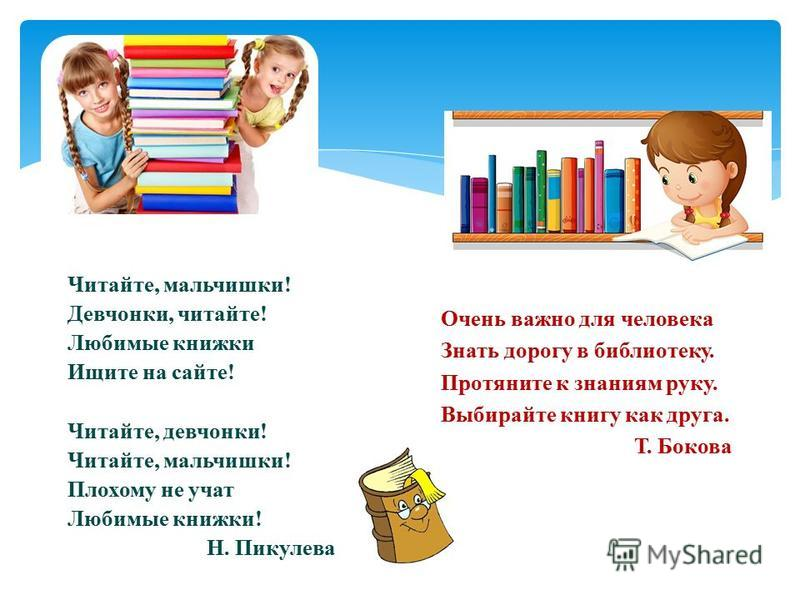 Читайте, мальчишки!
Девчонки, читайте!
Любимые книжки
Ищите на сайте!
Читайте, девчонки!
Читайте, мальчишки!
Плохому не учат
Любимые книжки!
Н. Пикулева
Очень важно для человека
Знать дорогу в библиотеку.
Протяните к знаниям руку.
Выбирайте книгу как друга.
Т. Бокова
MyShared